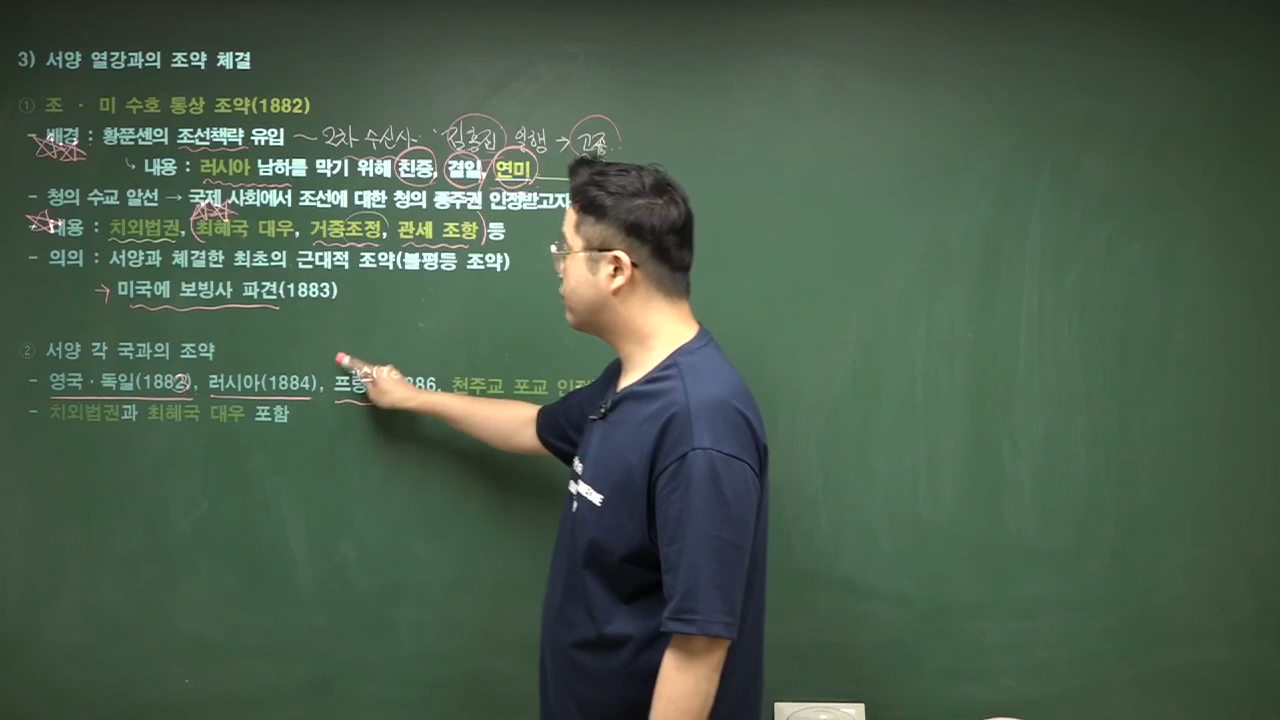 3) 서양 열강과의 조약 체결
① 조 · 미 수호 통상 조약(1882)
- 배경 : 황쭌셴의 조선책략 유입 ~ 2차 수신사 김홍집 일행 → 고종
내용 : 러시아 남하를 막기 위해 친중, 결일, 연미
- 청의 수교 알선 → 국제 사회에서 조선에 대한 청의 종주권 인정받고자
- 내용 : 치외법권, 최혜국 대우, 거중조정, 관세 조항 등
- 의의 : 서양과 체결한 최초의 근대적 조약(불평등 조약)
→ 미국에 보빙사 파견(1883)
② 서양 각 국과의 조약
- 영국 · 독일(1883), 러시아(1884), 886, 천주교 포교 인정
- 치외법권과 최혜국 대우 포함